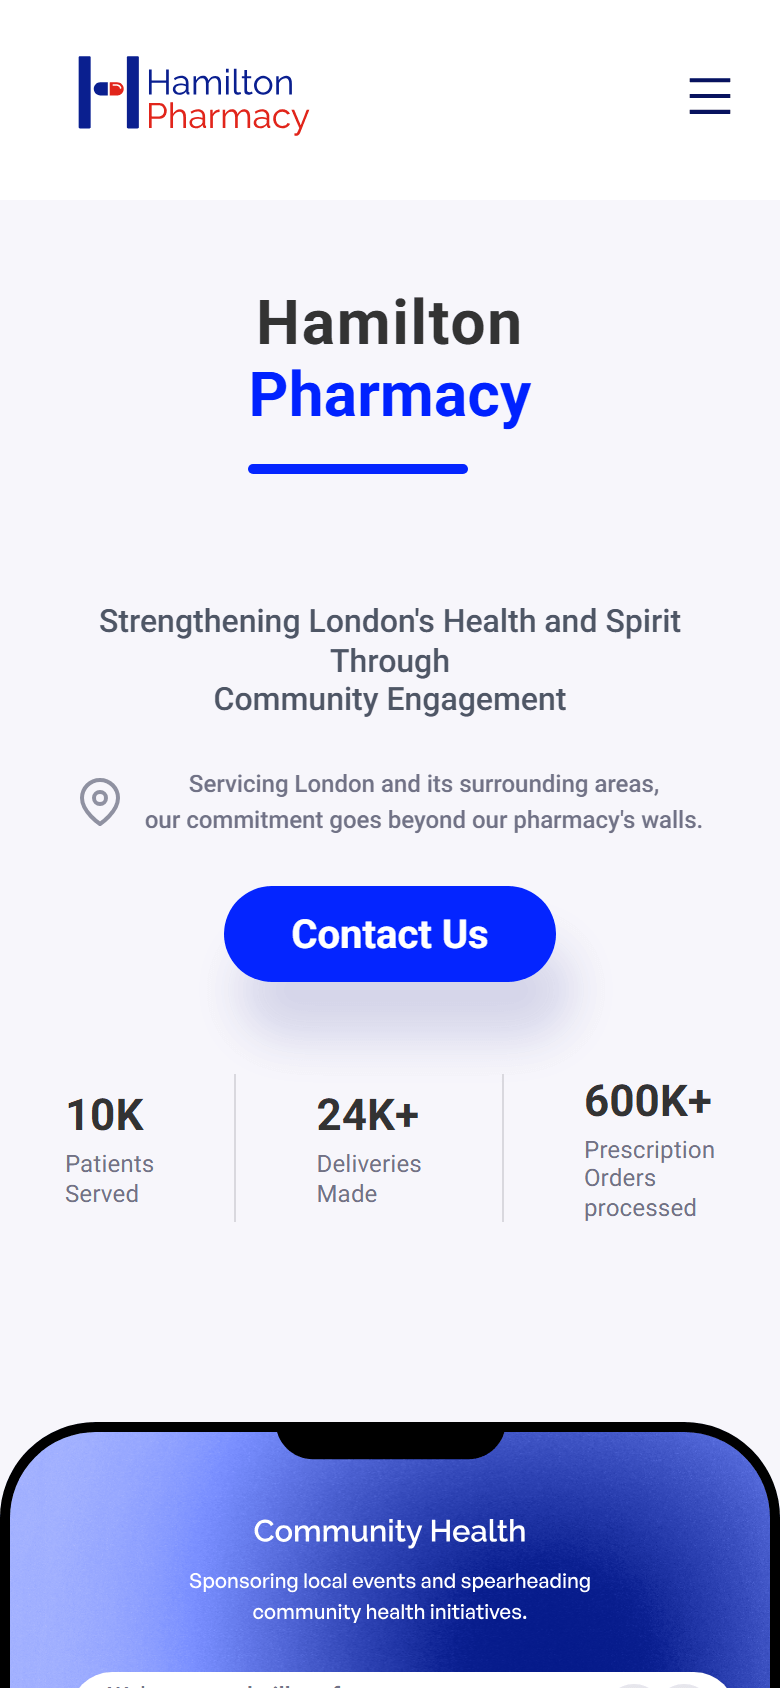 Hamilton
Pharmacy
Hamilton
Pharmacy
Strengthening London's Health and Spirit
Through
Community Engagement
Servicing London and its surrounding areas,
our commitment goes beyond our pharmacy's walls.
Contact Us
10K
Patients
Served
24K+
Deliveries
Made
600K+
Prescription
Orders
processed
Community Health
Sponsoring local events and spearheading
community health initiatives.